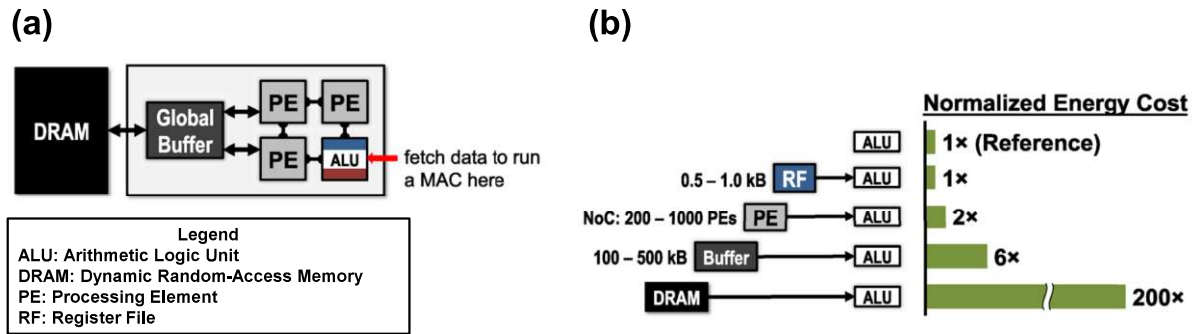 (a)
DRAM
Global
Buffer
PE
PE
PE
ALU
fetch data to run
a MAC here
Legend
ALU: Arithmetic Logic Unit
DRAM: Dynamic Random-Access Memory
PE: Processing Element
RF: Register File
(b)
Normalized Energy Cost
ALU 1× (Reference)
0.5 – 1.0 kB RF ALU 1×
NoC: 200 – 1000 PEs PE ALU 2×
100 – 500 kB Buffer ALU 6×
DRAM ALU 200×